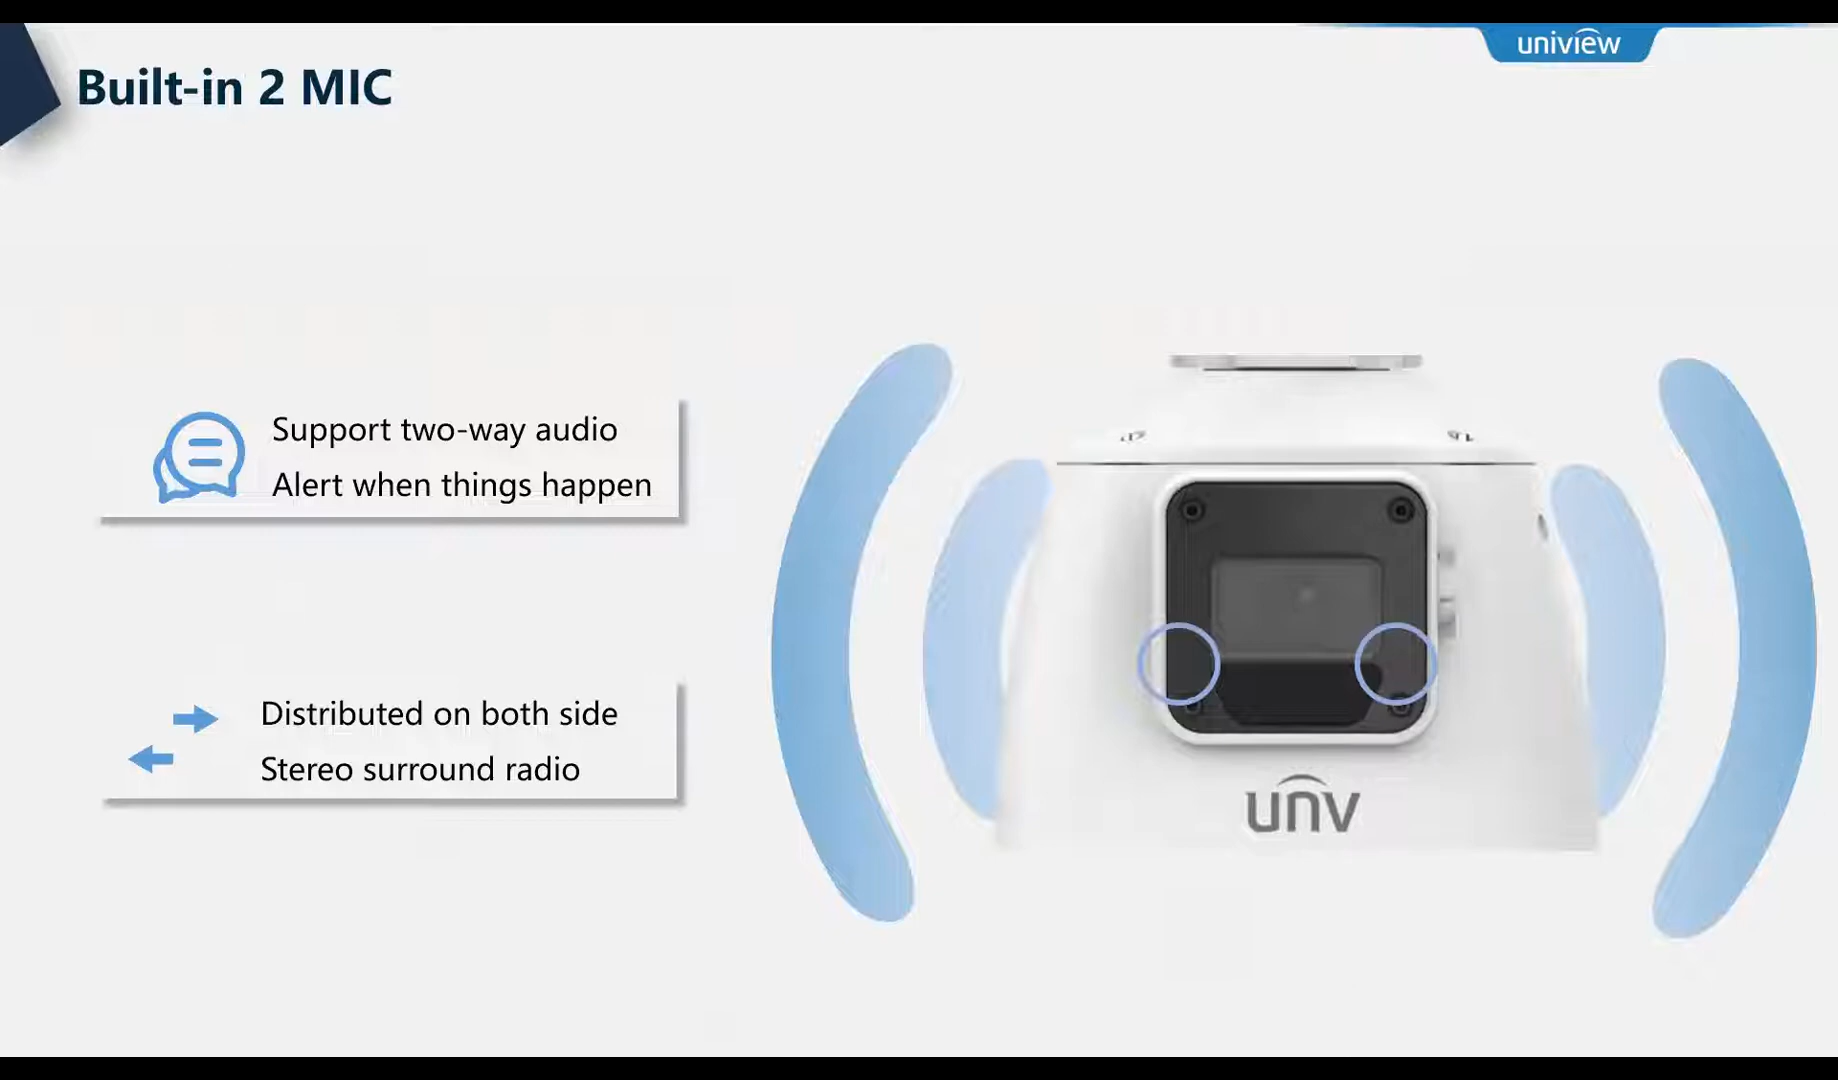 uniview
Built-in 2 MIC
Support two-way audio
Alert when things happen
Distributed on both side
Stereo surround radio
unv